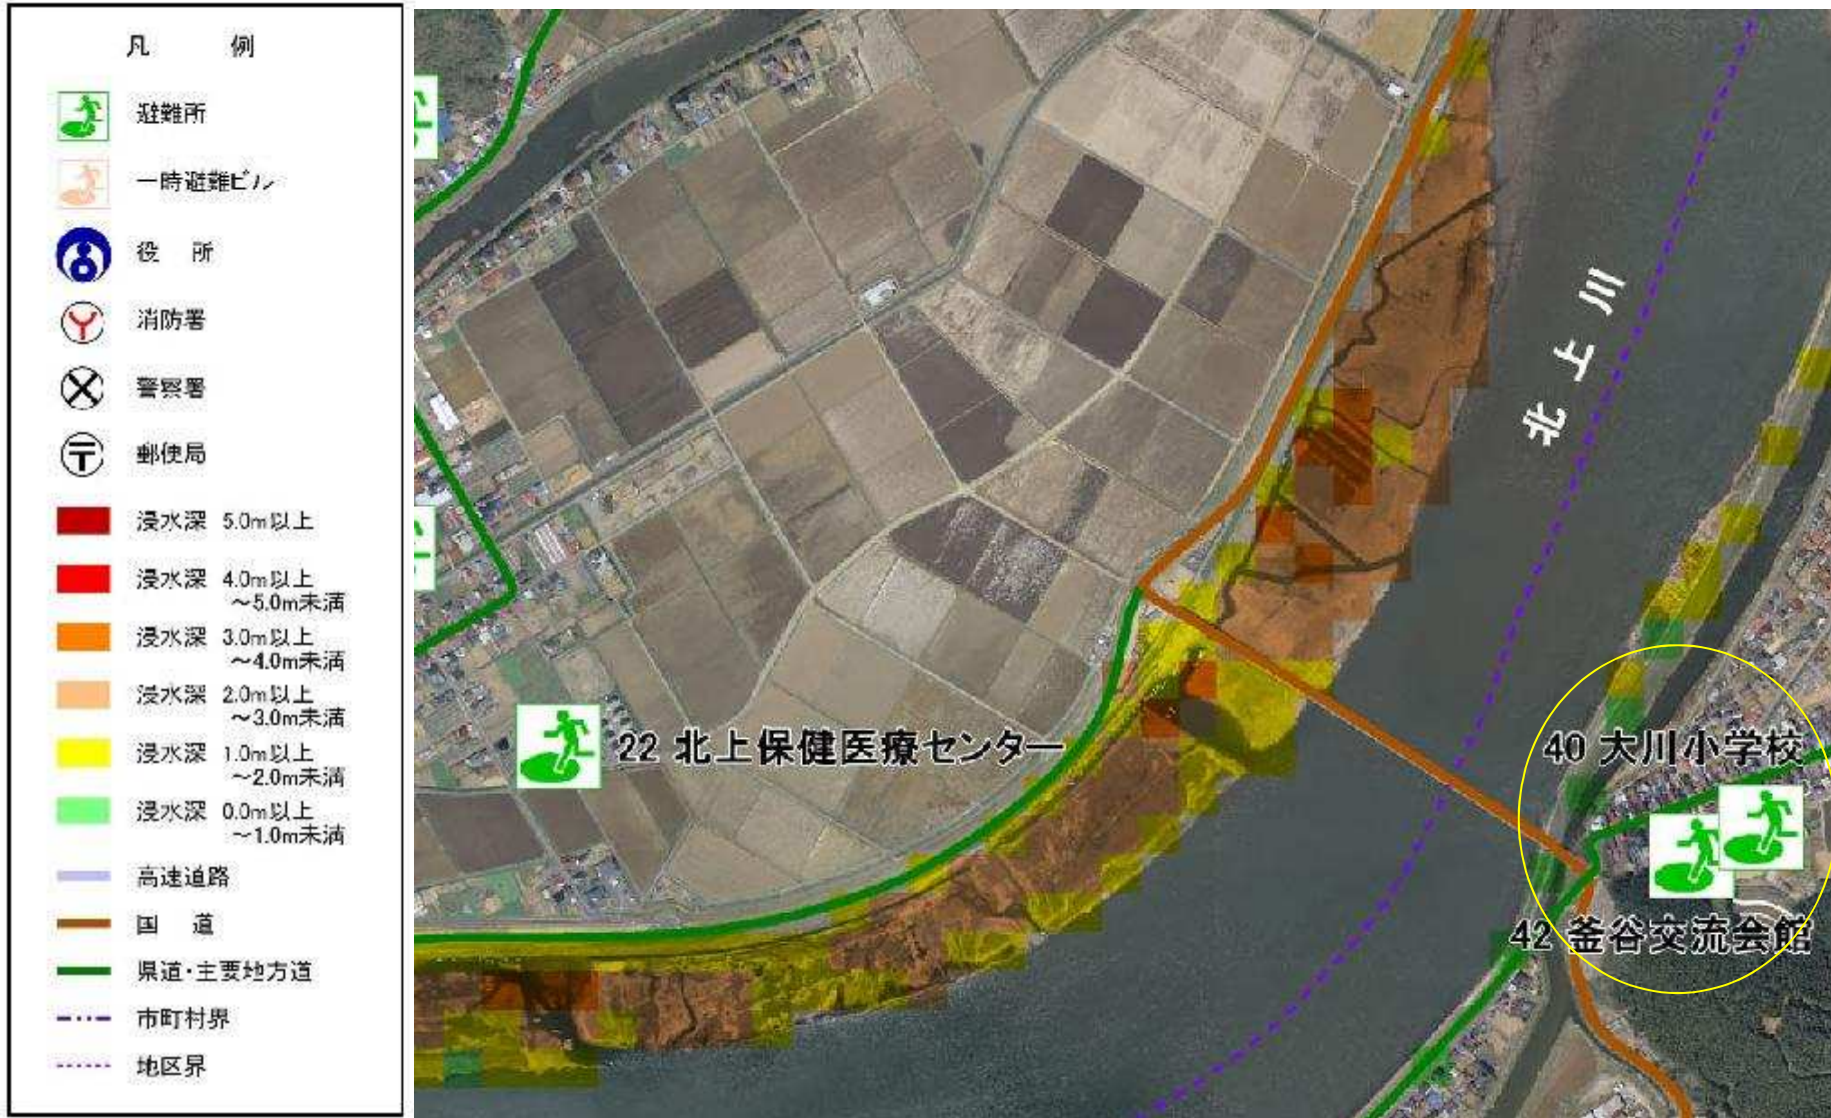 凡 例
避難所
一時避難ビル
役 所
消防署
警察署
郵便局
浸水深 5.0m以上
浸水深 4.0m以上
～5.0m未満
浸水深 3.0m以上
～4.0m未満
浸水深 2.0m以上
～3.0m未満
浸水深 1.0m以上
～2.0m未満
浸水深 0.0m以上
～1.0m未満
高速道路
国 道
県道・主要地方道
市町村界
地区界
北上川
22 北上保健医療センター
40 大川小学校
42 釜谷交流会館